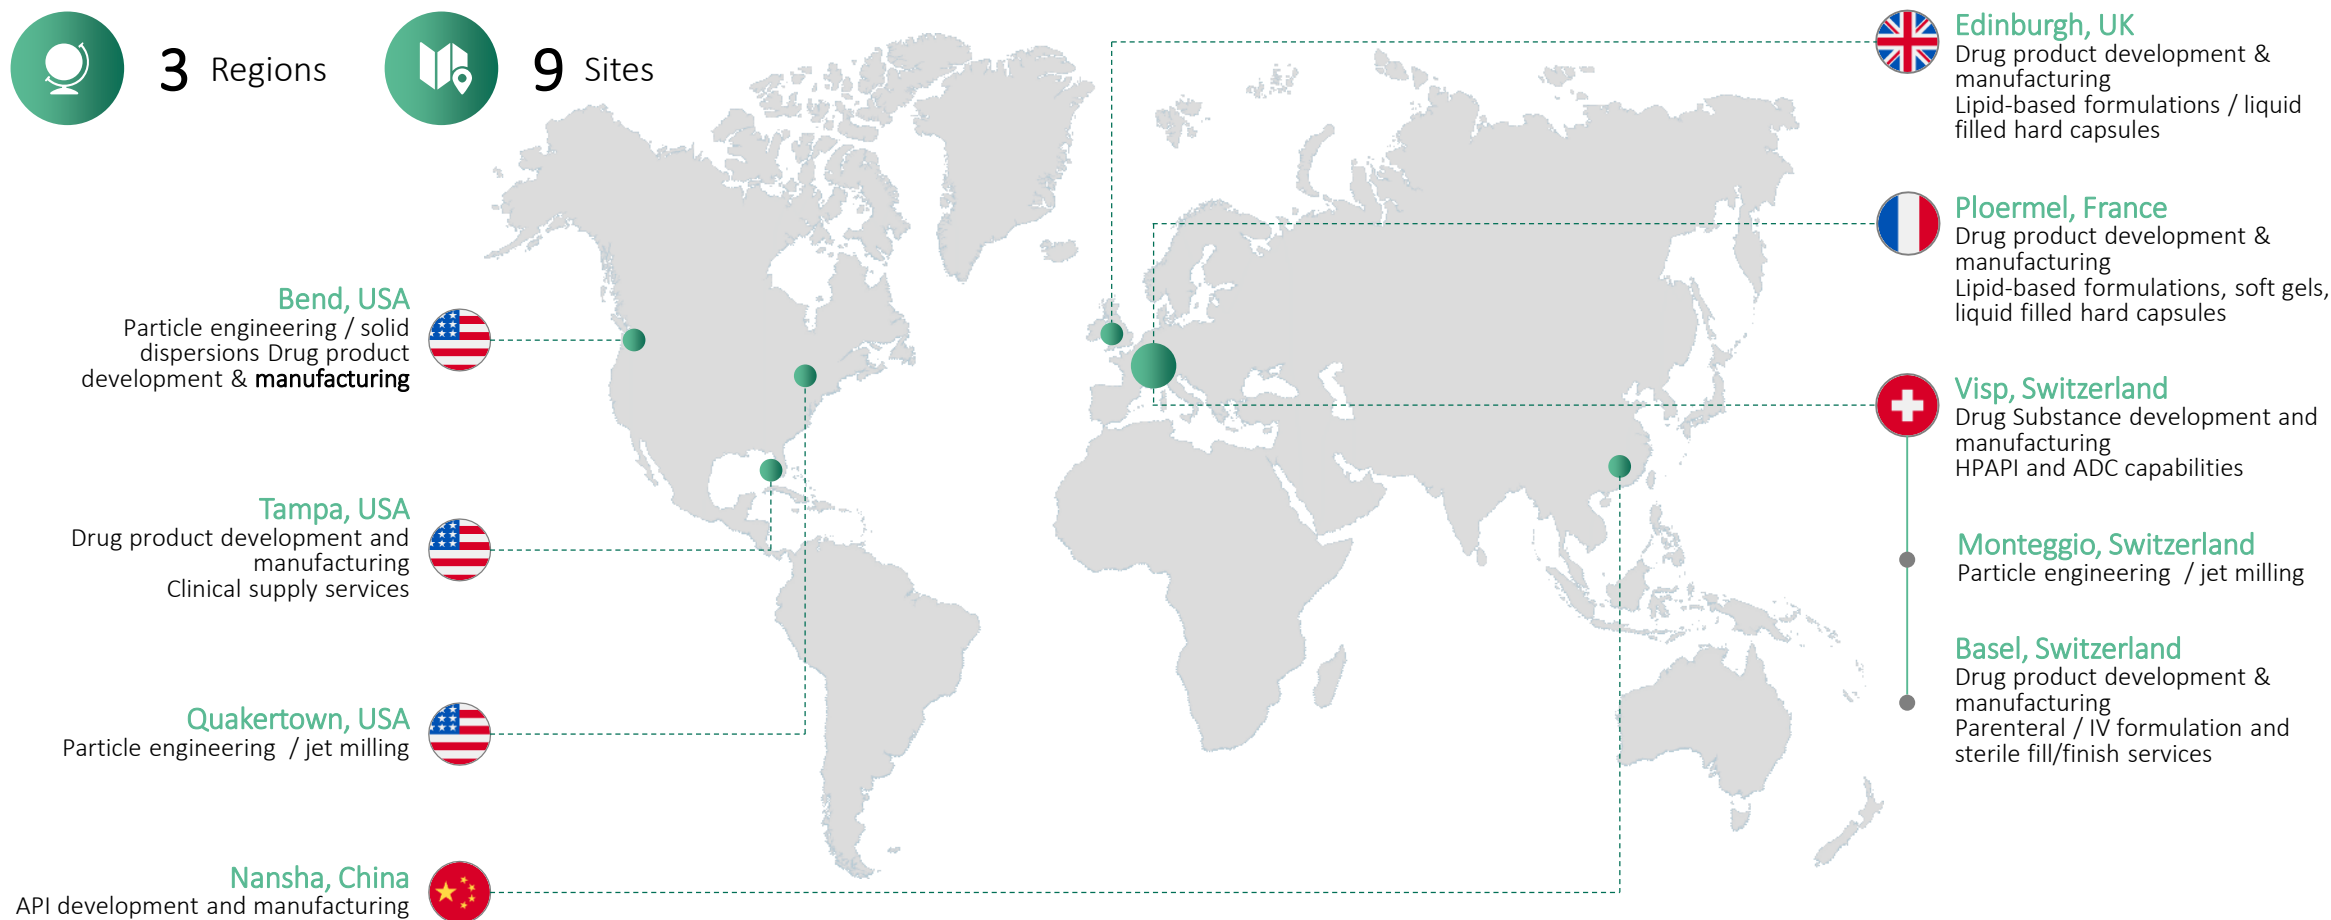 3 Regions
9 Sites
Bend, USA
Particle engineering / solid
dispersions Drug product
development & manufacturing
Tampa, USA
Drug product development and
manufacturing
Clinical supply services
Quakertown, USA
Particle engineering / jet milling
Nansha, China
API development and manufacturing
Edinburgh, UK
Drug product development &
manufacturing
Lipid-based formulations / liquid
filled hard capsules
Ploermel, France
Drug product development &
manufacturing
Lipid-based formulations, soft gels,
liquid filled hard capsules
Visp, Switzerland
Drug Substance development and
manufacturing
HPAPI and ADC capabilities
Monteggio, Switzerland
Particle engineering / jet milling
Basel, Switzerland
Drug product development &
manufacturing
Parenteral / IV formulation and
sterile fill/finish services